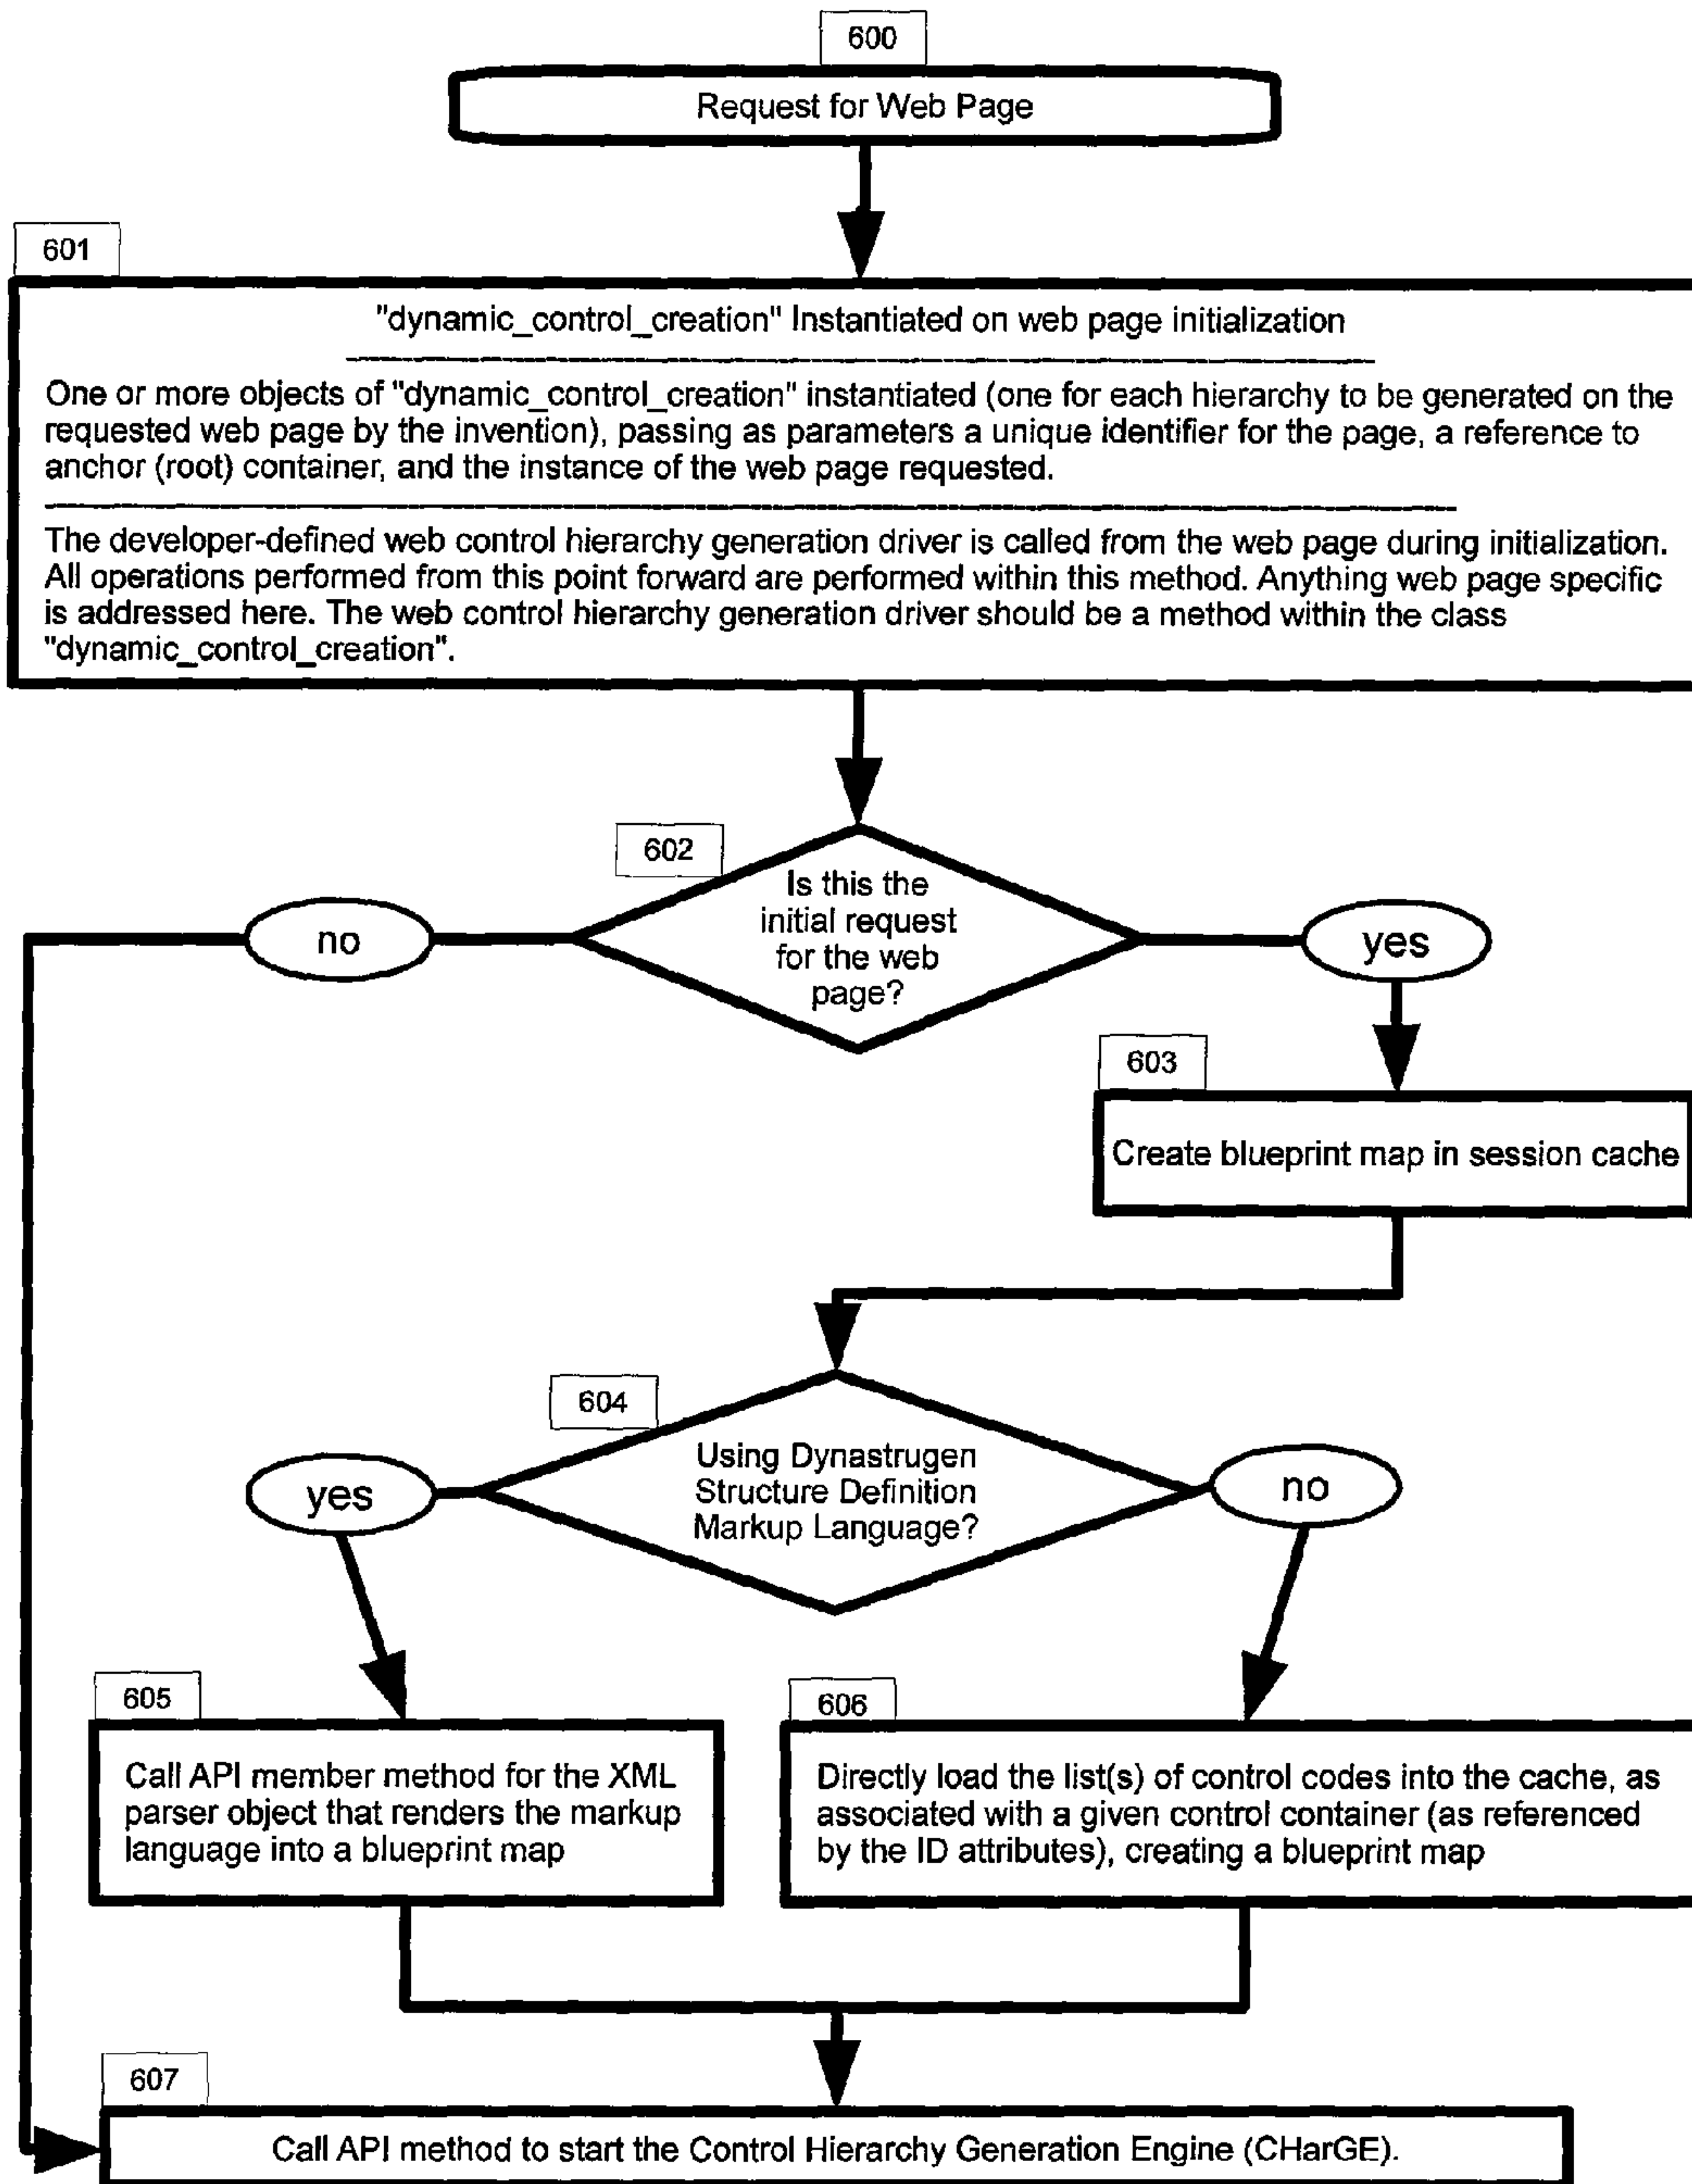 600
Request for Web Page
601
"dynamic_control_creation" Instantiated on web page initialization
One or more objects of "dynamic_control_creation" instantiated (one for each hierarchy to be generated on the
requested web page by the invention), passing as parameters a unique identifier for the page, a reference to
anchor (root) container, and the instance of the web page requested.
The developer-defined web control hierarchy generation driver is called from the web page during initialization.
All operations performed from this point forward are performed within this method. Anything web page specific
is addressed here. The web control hierarchy generation driver should be a method within the class
"dynamic_control_creation".
602
Is this the
initial request
for the web
page?
no
yes
603
Create blueprint map in session cache
604
Using Dynastrugen
Structure Definition
Markup Language?
yes
no
605
Call API member method for the XML
parser object that renders the markup
language into a blueprint map
606
Directly load the list(s) of control codes into the cache, as
associated with a given control container (as referenced
by the ID attributes), creating a blueprint map
607
Call API method to start the Control Hierarchy Generation Engine (CHarGE).